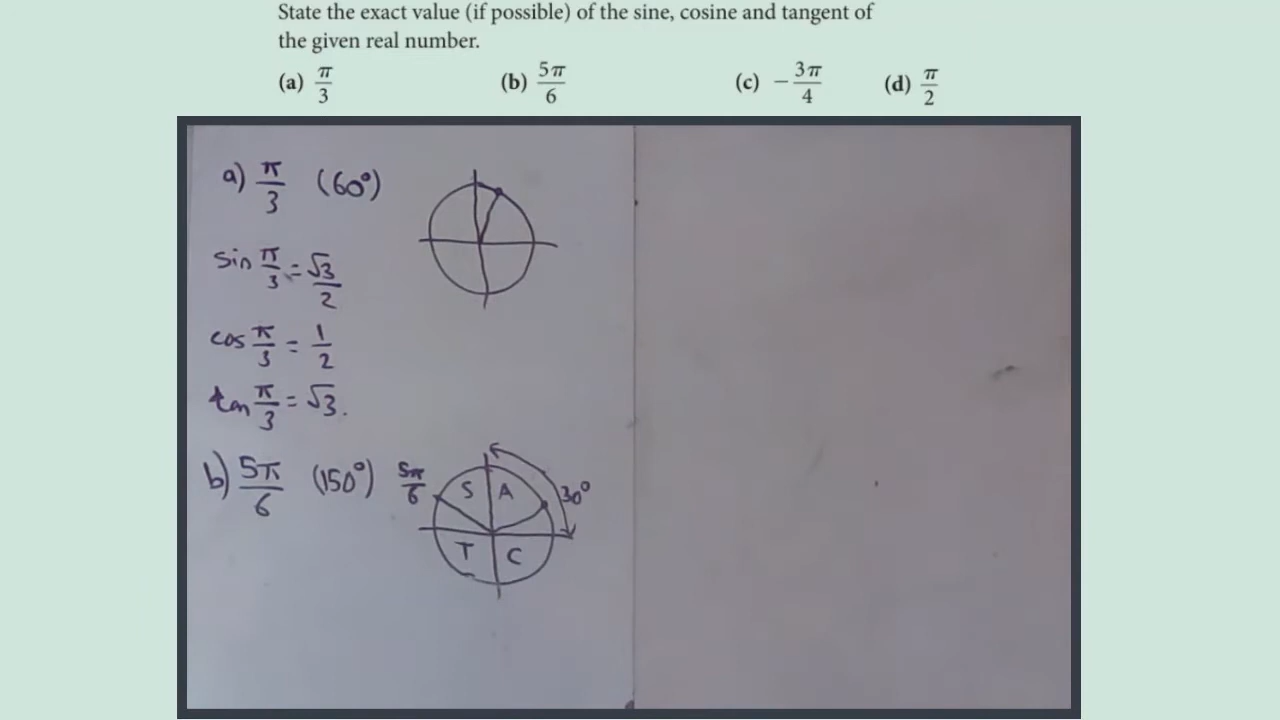 State the exact value (if possible) of the sine, cosine and tangent of
the given real number.
(a) π/3 (b) 5π/6 (c) −3π/4 (d) π/2
a) π/3 (60°)
sin π/3 = √3/2
cos π/3 = 1/2
tan π/3 = √3.
b) 5π/6 (150°) 5π/6
S A 30°
T C